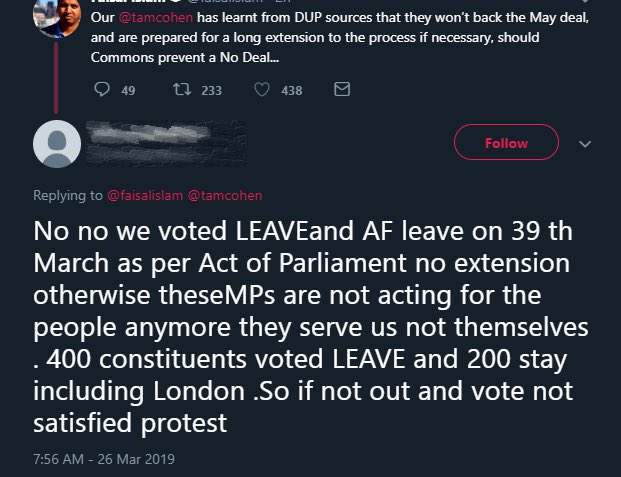 Our @tamcohen has learnt from DUP sources that they won't back the May deal,
and are prepared for a long extension to the process if necessary, should
Commons prevent a No Deal...
49 233 438
Follow
Replying to @faisalislam @tamcohen
No no we voted LEAVEand AF leave on 39 th
March as per Act of Parliament no extension
otherwise theseMPs are not acting for the
people anymore they serve us not themselves
. 400 constituents voted LEAVE and 200 stay
including London .So if not out and vote not
satisfied protest
7:56 AM - 26 Mar 2019